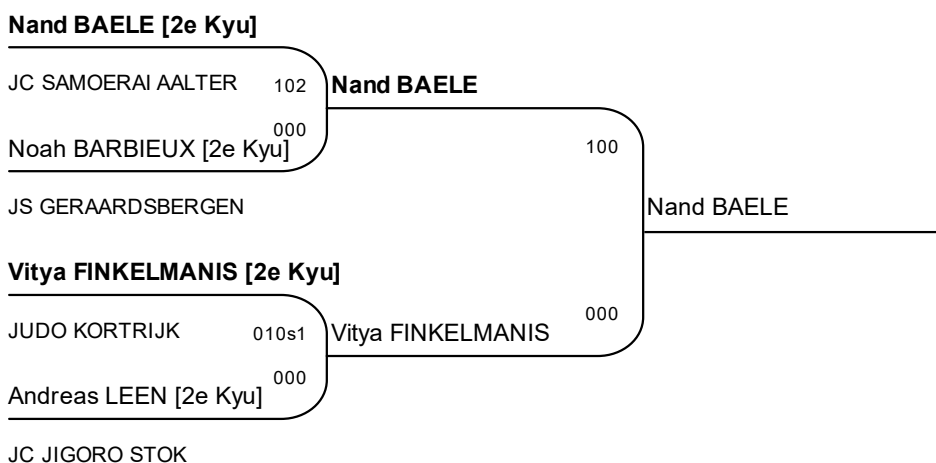 Nand BAELE [2e Kyu]
JC SAMOERAI AALTER 102 Nand BAELE
000
Noah BARBIEUX [2e Kyu] 100
JS GERAARDSBERGEN Nand BAELE
Vitya FINKELMANIS [2e Kyu]
000
JUDO KORTRIJK 010s1 Vitya FINKELMANIS
000
Andreas LEEN [2e Kyu]
JC JIGORO STOK